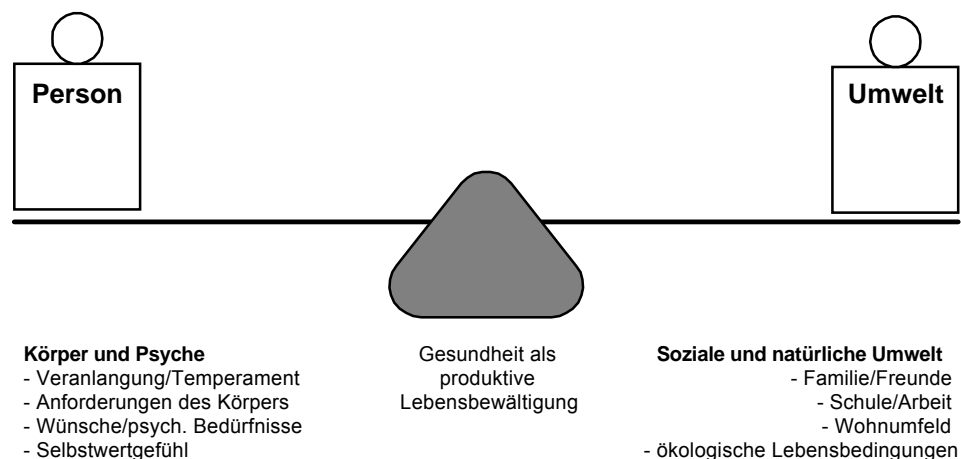 Person
Umwelt
Körper und Psyche
- Veranlangung/Temperament
- Anforderungen des Körpers
- Wünsche/psych. Bedürfnisse
- Selbstwertgefühl
Gesundheit als
produktive
Lebensbewältigung
Soziale und natürliche Umwelt
- Familie/Freunde
- Schule/Arbeit
- Wohnumfeld
- ökologische Lebensbedingungen